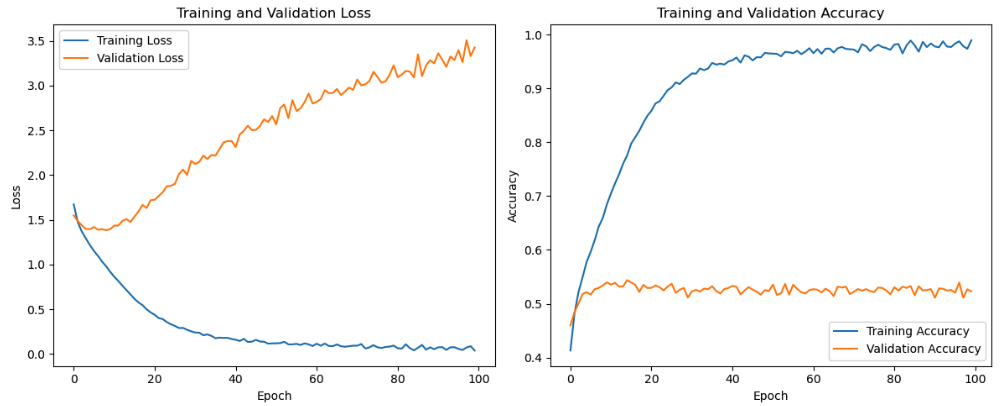 Training and Validation Loss
Training Loss
Validation Loss
3.5
3.0
2.5
2.0
1.5
1.0
0.5
0.0
Loss
0 20 40 60 80 100
Epoch
Training and Validation Accuracy
1.0
0.9
0.8
0.7
0.6
0.5
0.4
Accuracy
Training Accuracy
Validation Accuracy
0 20 40 60 80 100
Epoch